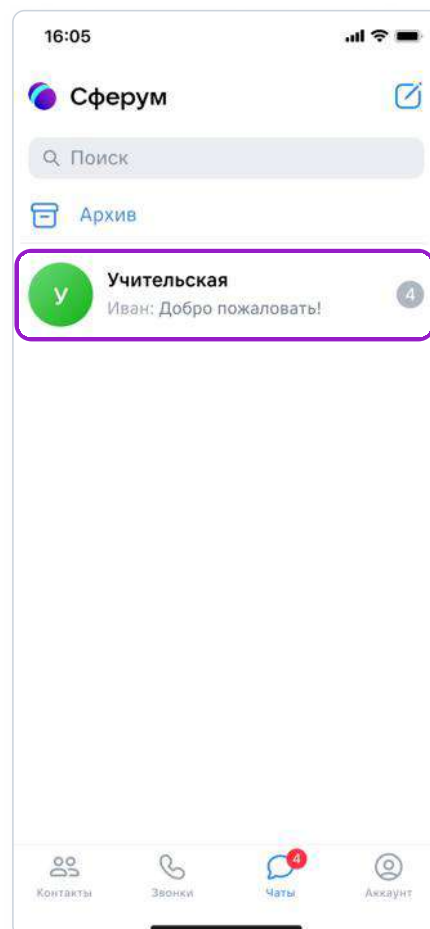 16:05
Сферум
Поиск
Архив
У
Учительская
Иван: Добро пожаловать!
4
4
Контакты
Звонки
Чаты
Аккаунт